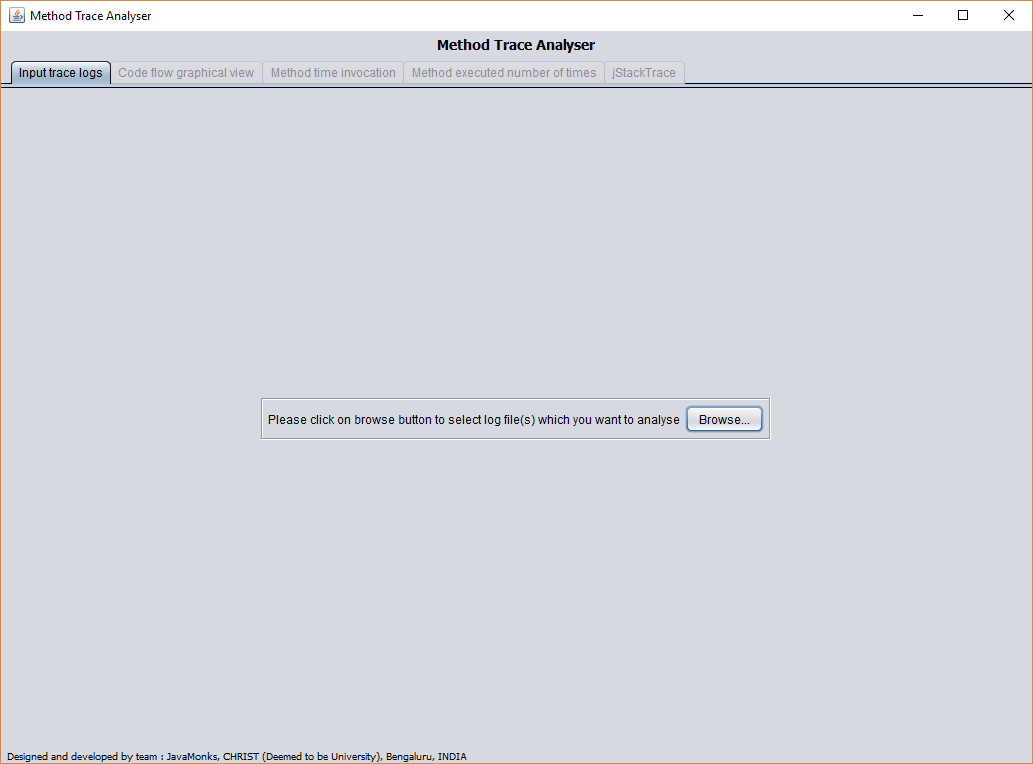 Method Trace Analyser
Method Trace Analyser
Input trace logs Code flow graphical view Method time invocation Method executed number of times jStackTrace
Please click on browse button to select log file(s) which you want to analyse Browse...
Designed and developed by team : JavaMonks, CHRIST (Deemed to be University), Bengaluru, INDIA